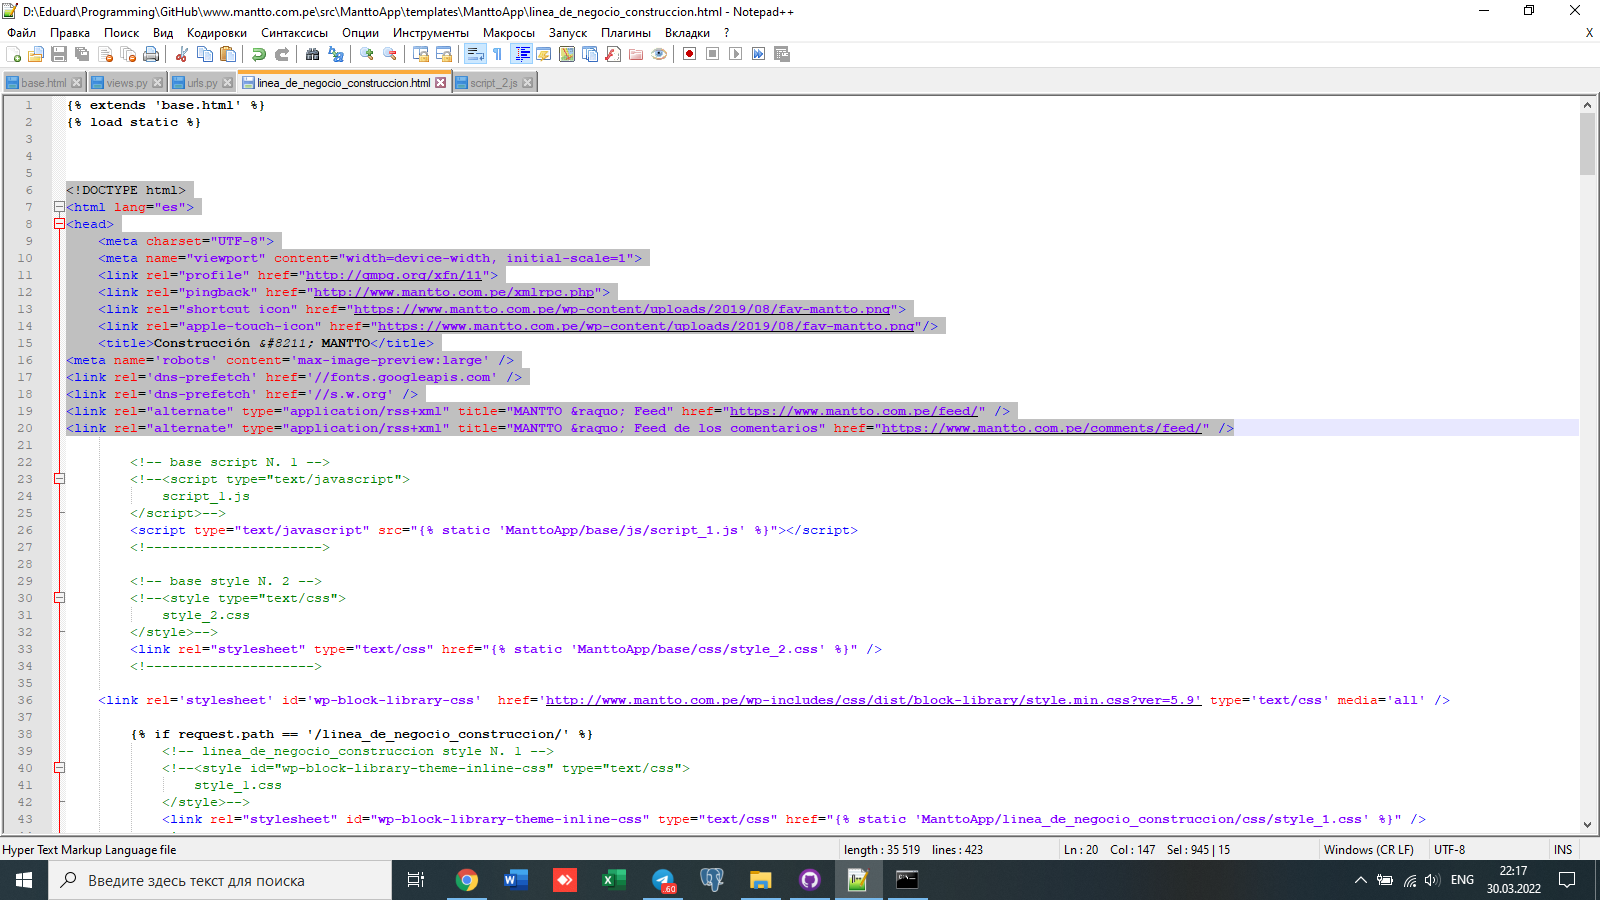 D:\Eduard\Programming\GitHub\www.mantto.com.pe\src\ManttoApp\templates\ManttoApp\linea_de_negocio_construccion.html - Notepad++
Файл Правка Поиск Вид Кодировки Синтаксисы Опции Инструменты Макросы Запуск Плагины Вкладки ? X
base.html views.py urls.py linea_de_negocio_construccion.html script_2.js
1 {% extends 'base.html' %}
2 {% load static %}
3
4
5
6 <!DOCTYPE html>
7 <html lang="es">
8 <head>
9 <meta charset="UTF-8">
10 <meta name="viewport" content="width=device-width, initial-scale=1">
11 <link rel="profile" href="http://gmpg.org/xfn/11">
12 <link rel="pingback" href="http://www.mantto.com.pe/xmlrpc.php">
13 <link rel="shortcut icon" href="https://www.mantto.com.pe/wp-content/uploads/2019/08/fav-mantto.png">
14 <link rel="apple-touch-icon" href="https://www.mantto.com.pe/wp-content/uploads/2019/08/fav-mantto.png"/>
15 <title>Construcción &#8211; MANTTO</title>
16 <meta name='robots' content='max-image-preview:large' />
17 <link rel='dns-prefetch' href='//fonts.googleapis.com' />
18 <link rel='dns-prefetch' href='//s.w.org' />
19 <link rel="alternate" type="application/rss+xml" title="MANTTO &raquo; Feed" href="https://www.mantto.com.pe/feed/" />
20 <link rel="alternate" type="application/rss+xml" title="MANTTO &raquo; Feed de los comentarios" href="https://www.mantto.com.pe/comments/feed/" />
21
22 <!-- base script N. 1 -->
23 <!--<script type="text/javascript">
24 script_1.js
25 </script>-->
26 <script type="text/javascript" src="{% static 'ManttoApp/base/js/script_1.js' %}"></script>
27 <!---------------------->
28
29 <!-- base style N. 2 -->
30 <!--<style type="text/css">
31 style_2.css
32 </style>-->
33 <link rel="stylesheet" type="text/css" href="{% static 'ManttoApp/base/css/style_2.css' %}" />
34 <!--------------------->
35
36 <link rel='stylesheet' id='wp-block-library-css'  href='http://www.mantto.com.pe/wp-includes/css/dist/block-library/style.min.css?ver=5.9' type='text/css' media='all' />
37
38 {% if request.path == '/linea_de_negocio_construccion/' %}
39 <!-- linea_de_negocio_construccion style N. 1 -->
40 <!--<style id="wp-block-library-theme-inline-css" type="text/css">
41 style_1.css
42 </style>-->
43 <link rel="stylesheet" id="wp-block-library-theme-inline-css" type="text/css" href="{% static 'ManttoApp/linea_de_negocio_construccion/css/style_1.css' %}" />
Hyper Text Markup Language file length : 35 519 lines : 423 Ln : 20 Col : 147 Sel : 945 | 15 Windows (CR LF) UTF-8 INS
Введите здесь текст для поиска .60 ENG 22:17
30.03.2022